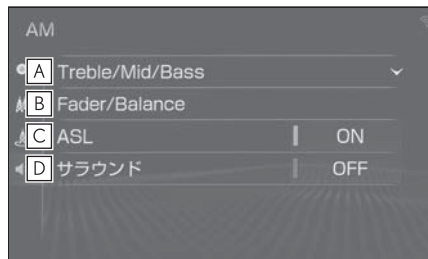 AM
A Treble/Mid/Bass
B Fader/Balance
C ASL ON
D サラウンド OFF